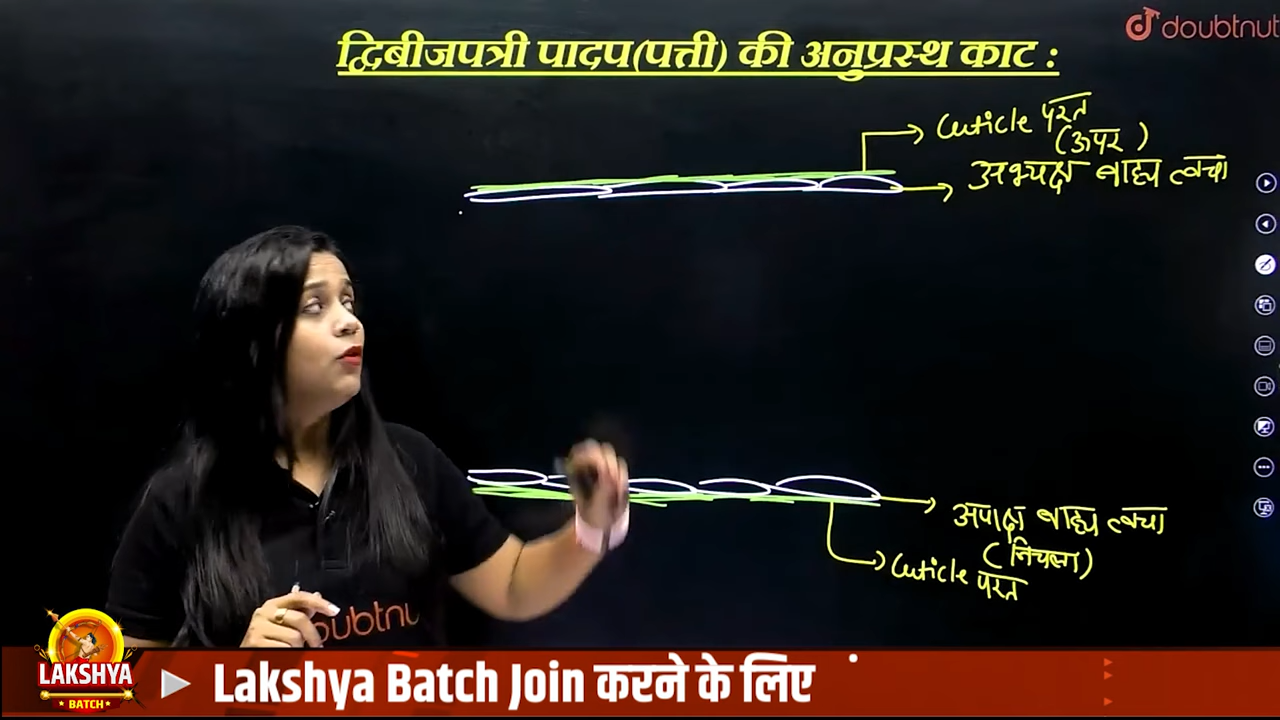 द्विबीजपत्री पादप(पत्ती) की अनुप्रस्थ काट :
doubtnut
Cuticle परत
(ऊपर)
अभ्यक्ष बाह्य त्वचा
अपाक्ष बाह्य त्वचा
(निचला)
Cuticle परत
doubtnu
LAKSHYA
BATCH
Lakshya Batch Join करने के लिए